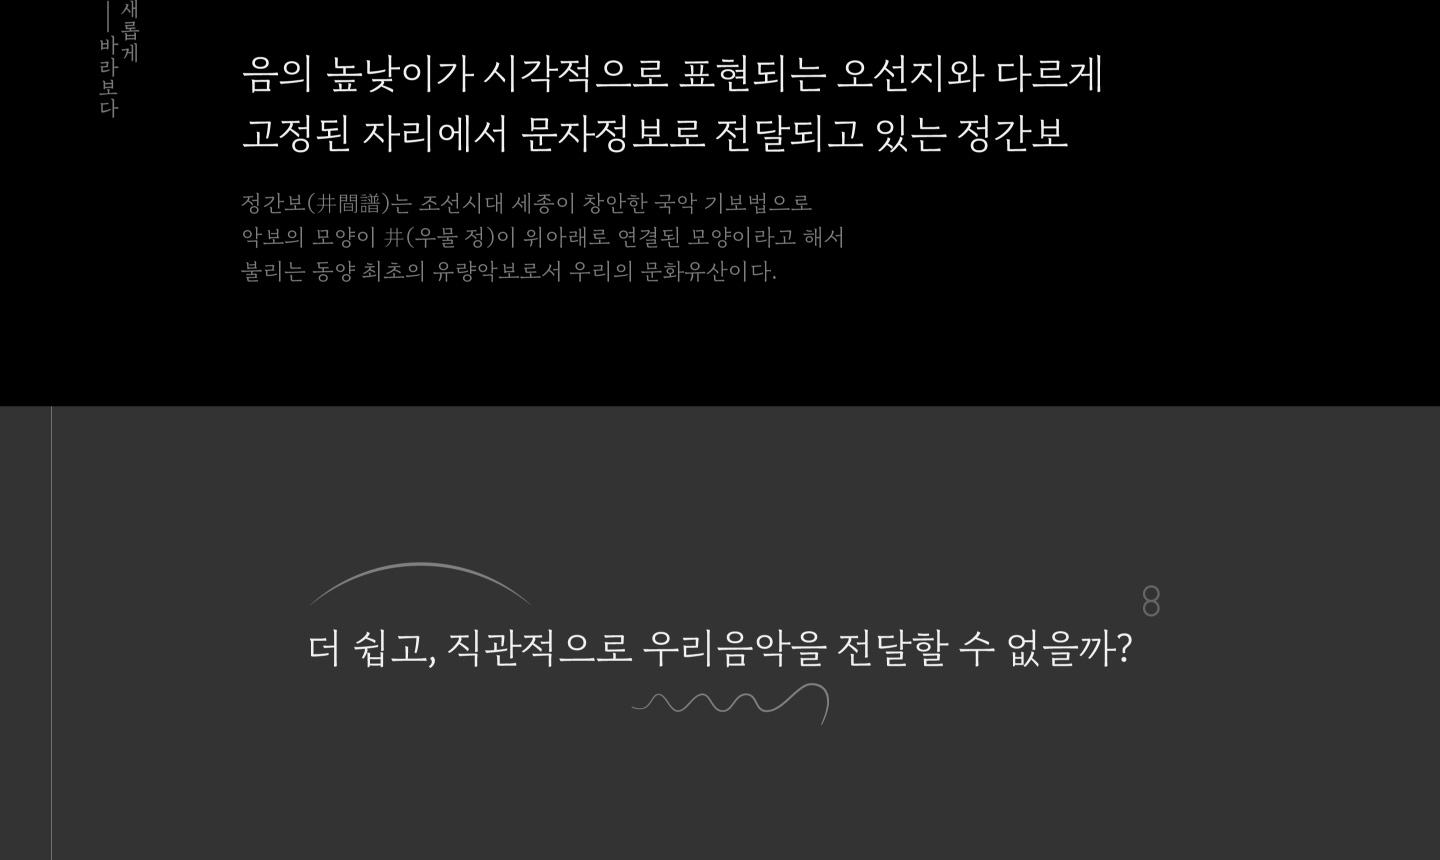 새롭게
바라보다
음의 높낮이가 시각적으로 표현되는 오선지와 다르게
고정된 자리에서 문자정보로 전달되고 있는 정간보
정간보(井間譜)는 조선시대 세종이 창안한 국악 기보법으로
악보의 모양이 井(우물 정)이 위아래로 연결된 모양이라고 해서
불리는 동양 최초의 유량악보로서 우리의 문화유산이다.
더 쉽고, 직관적으로 우리음악을 전달할 수 없을까?